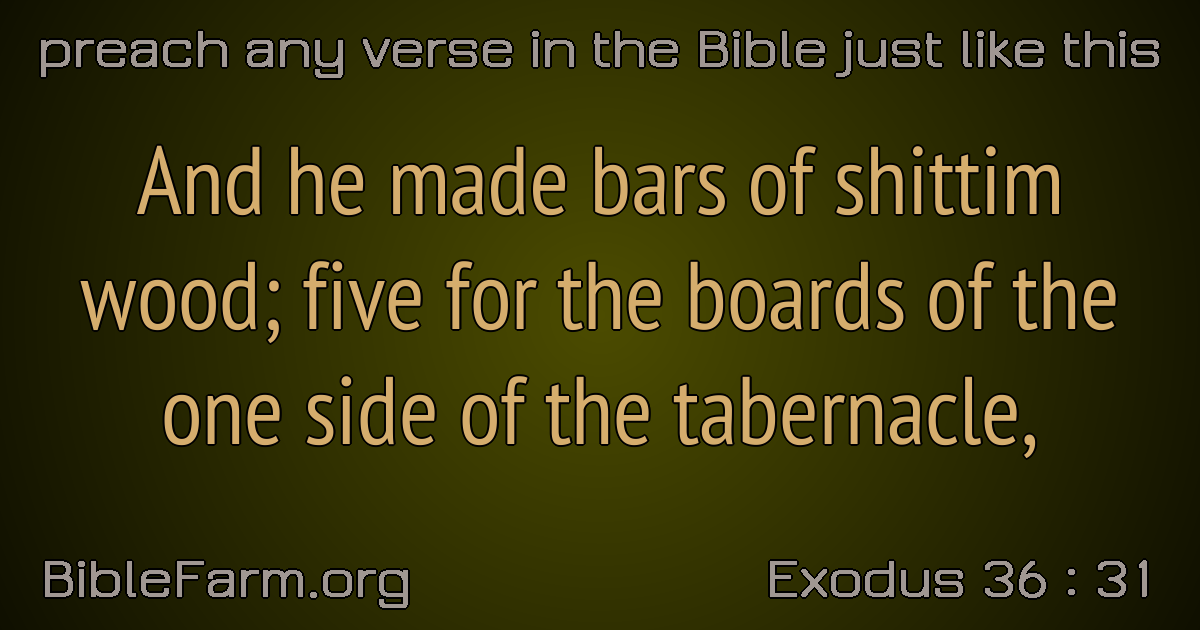 preach any verse in the Bible just like this
And he made bars of shittim
wood; five for the boards of the
one side of the tabernacle,
BibleFarm.org
Exodus 36 : 31